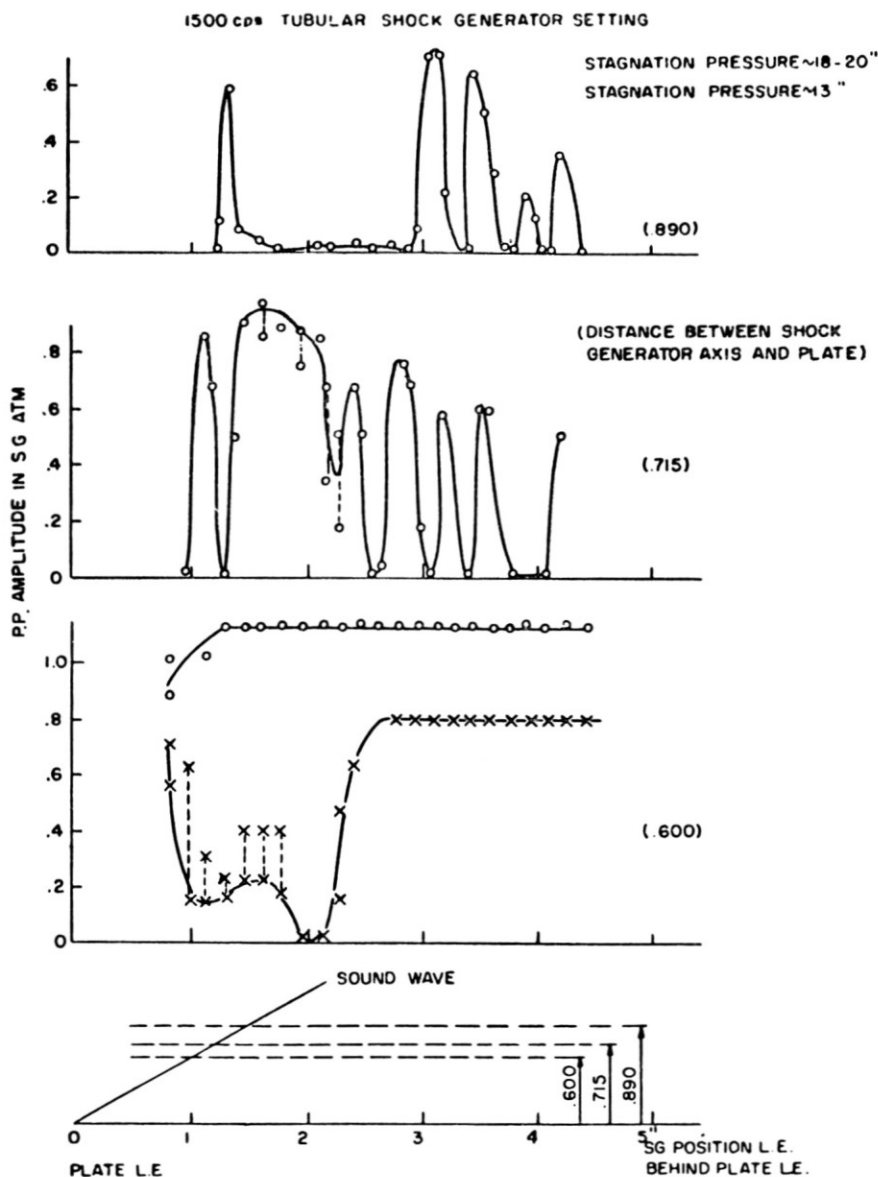 1500 cps TUBULAR SHOCK GENERATOR SETTING
STAGNATION PRESSURE~18-20"
STAGNATION PRESSURE~13"
.6
.4
.2
0
(.890)
(DISTANCE BETWEEN SHOCK
GENERATOR AXIS AND PLATE)
.8
.6
.4
.2
0
(.715)
P.P. AMPLITUDE IN SG ATM
1.0
.8
.6
.4
.2
0
(.600)
SOUND WAVE
.600
.715
.890
0 1 2 3 4 5"
PLATE L.E
SG POSITION L.E.
BEHIND PLATE L.E.